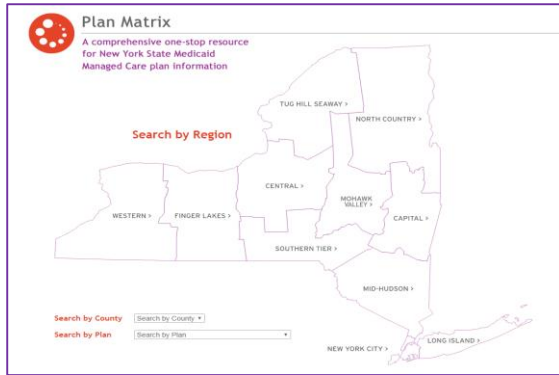 Plan Matrix
A comprehensive one-stop resource
for New York State Medicaid
Managed Care plan information
TUG HILL SEAWAY >
NORTH COUNTRY >
Search by Region
CENTRAL >
MOHAWK
VALLEY >
WESTERN >
FINGER LAKES >
CAPITAL >
SOUTHERN TIER >
MID-HUDSON >
Search by County
Search by County
Search by Plan
Search by Plan
LONG ISLAND >
NEW YORK CITY >